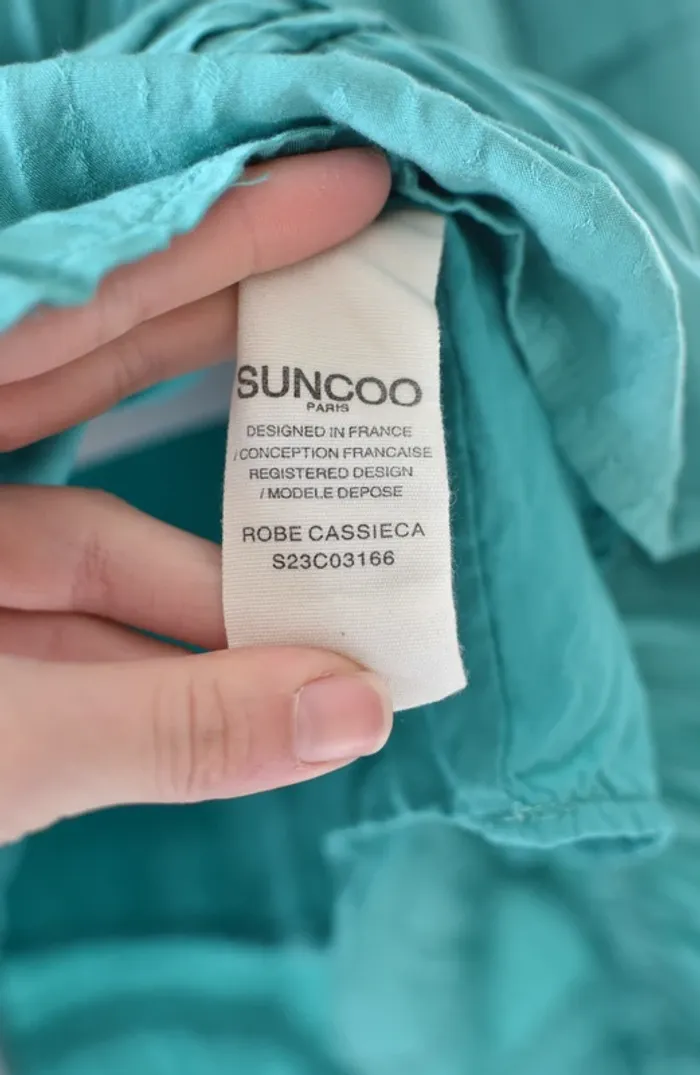 SUNCOO
PARIS
DESIGNED IN FRANCE
/ CONCEPTION FRANCAISE
REGISTERED DESIGN
/ MODELE DEPOSE
ROBE CASSIECA
S23C03166